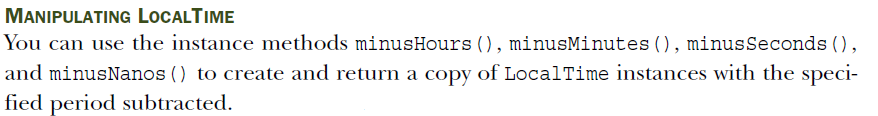 MANIPULATING LOCALTIME
You can use the instance methods minusHours(), minusMinutes(), minusSeconds(),
and minusNanos() to create and return a copy of LocalTime instances with the speci-
fied period subtracted.